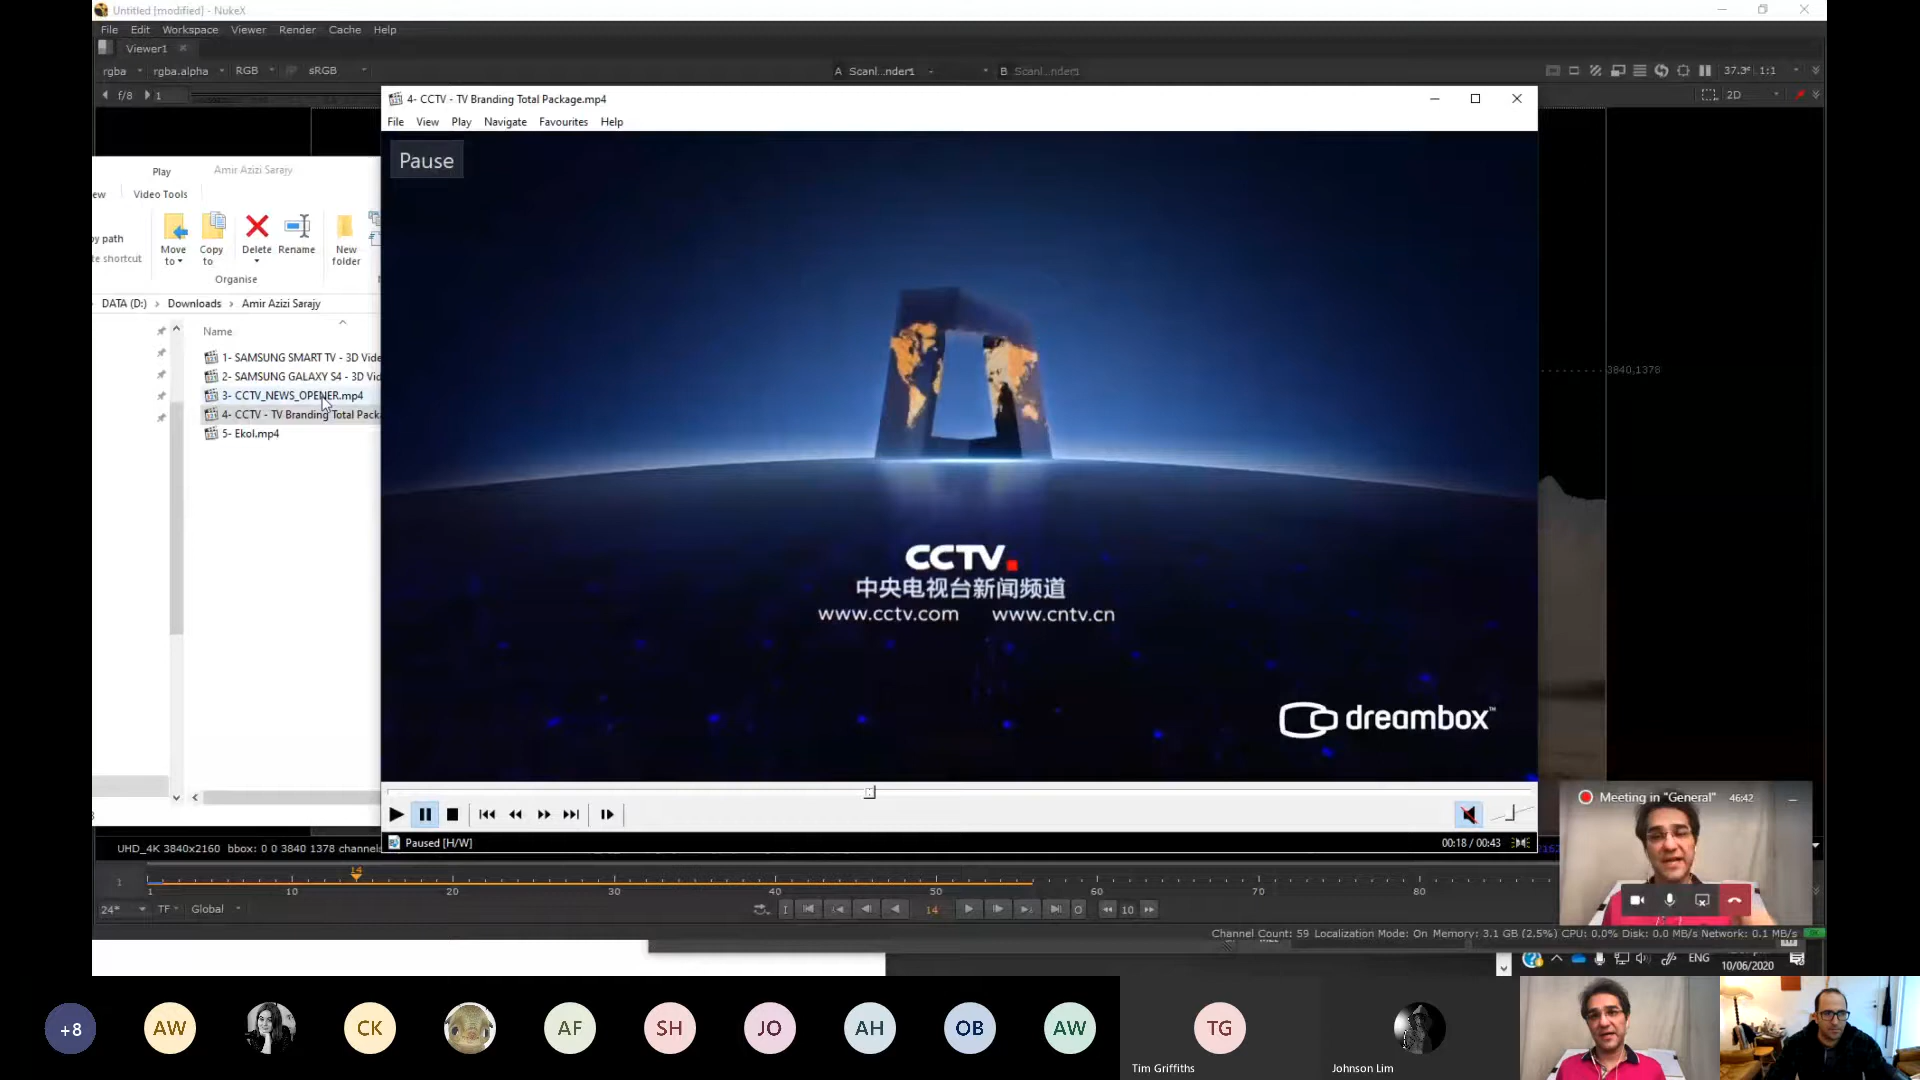 Untitled [modified] - NukeX
File Edit Workspace Viewer Render Cache Help
Viewer1
rgba rgba.alpha RGB sRGB A Scanl...nder1 - B Scanl...nder1 1:1
f/8 1 2D
4- CCTV - TV Branding Total Package.mp4
File View Play Navigate Favourites Help
Pause
Play Amir Azizi Sarajy
ew Video Tools
py path
te shortcut
Move to
Copy to
Delete
Rename
New folder
Organise
DATA (D:) > Downloads > Amir Azizi Sarajy
Name
1- SAMSUNG SMART TV - 3D Vide
2- SAMSUNG GALAXY S4 - 3D Vid
3- CCTV_NEWS_OPENER.mp4
4- CCTV - TV Branding Total Packa
5- Ekol.mp4
3840,1378
CCTV.
中央电视台新闻频道
www.cctv.com www.cntv.cn
dreambox™
Paused [H/W]
00:18 / 00:43
Meeting in "General" 46:42
UHD_4K 3840x2160 bbox: 0 0 3840 1378 channels
14
1 1 10 20 30 40 50 60 70 80
24* TF Global 14 10
Channel Count: 59 Localization Mode: On Memory: 3.1 GB (2.5%) CPU: 0.0% Disk: 0.0 MB/s Network: 0.1 MB/s
ENG
10/06/2020
+8 AW CK AF SH JO AH OB AW TG
Tim Griffiths Johnson Lim